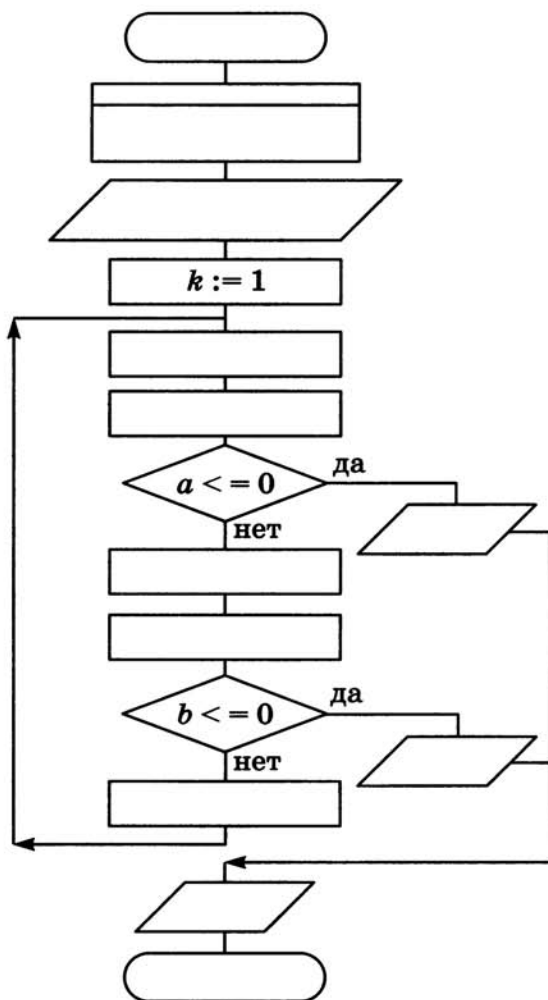 k := 1
a < = 0
да
нет
b < = 0
да
нет